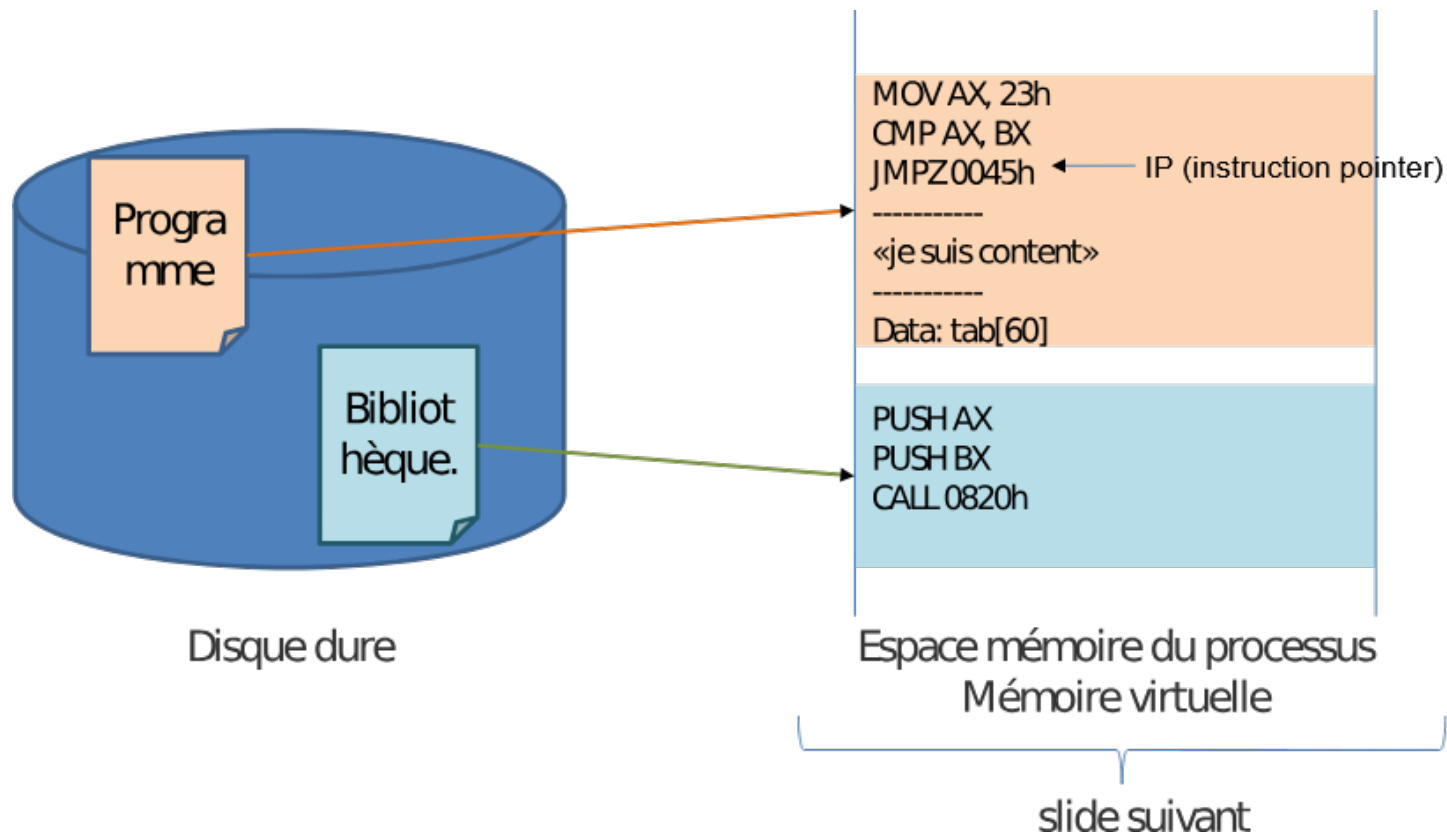 Progra
mme
Bibliot
hèque.
Disque dure
MOV AX, 23h
CMP AX, BX
JMPZ 0045h
IP (instruction pointer)
-----------
«je suis content»
-----------
Data: tab[60]
PUSH AX
PUSH BX
CALL 0820h
Espace mémoire du processus
Mémoire virtuelle
slide suivant